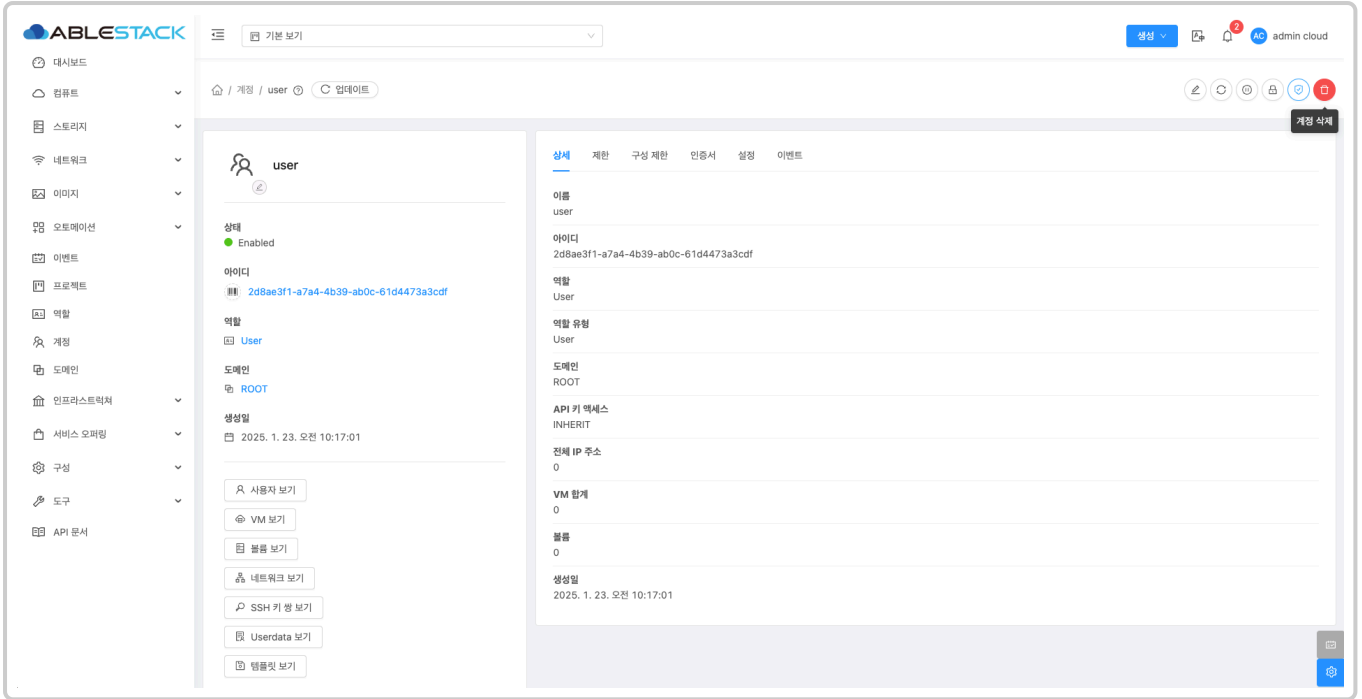 ABLESTACK
기본 보기
생성
2
AC
admin cloud
대시보드
컴퓨트
스토리지
네트워크
이미지
오토메이션
이벤트
프로젝트
역할
계정
도메인
인프라스트럭쳐
서비스 오퍼링
구성
도구
API 문서
/ 계정 / user
업데이트
계정 삭제
user
상태
Enabled
아이디
2d8ae3f1-a7a4-4b39-ab0c-61d4473a3cdf
역할
User
도메인
ROOT
생성일
2025. 1. 23. 오전 10:17:01
사용자 보기
VM 보기
볼륨 보기
네트워크 보기
SSH 키 쌍 보기
Userdata 보기
템플릿 보기
상세 제한 구성 제한 인증서 설정 이벤트
이름
user
아이디
2d8ae3f1-a7a4-4b39-ab0c-61d4473a3cdf
역할
User
역할 유형
User
도메인
ROOT
API 키 액세스
INHERIT
전체 IP 주소
0
VM 합계
0
볼륨
0
생성일
2025. 1. 23. 오전 10:17:01